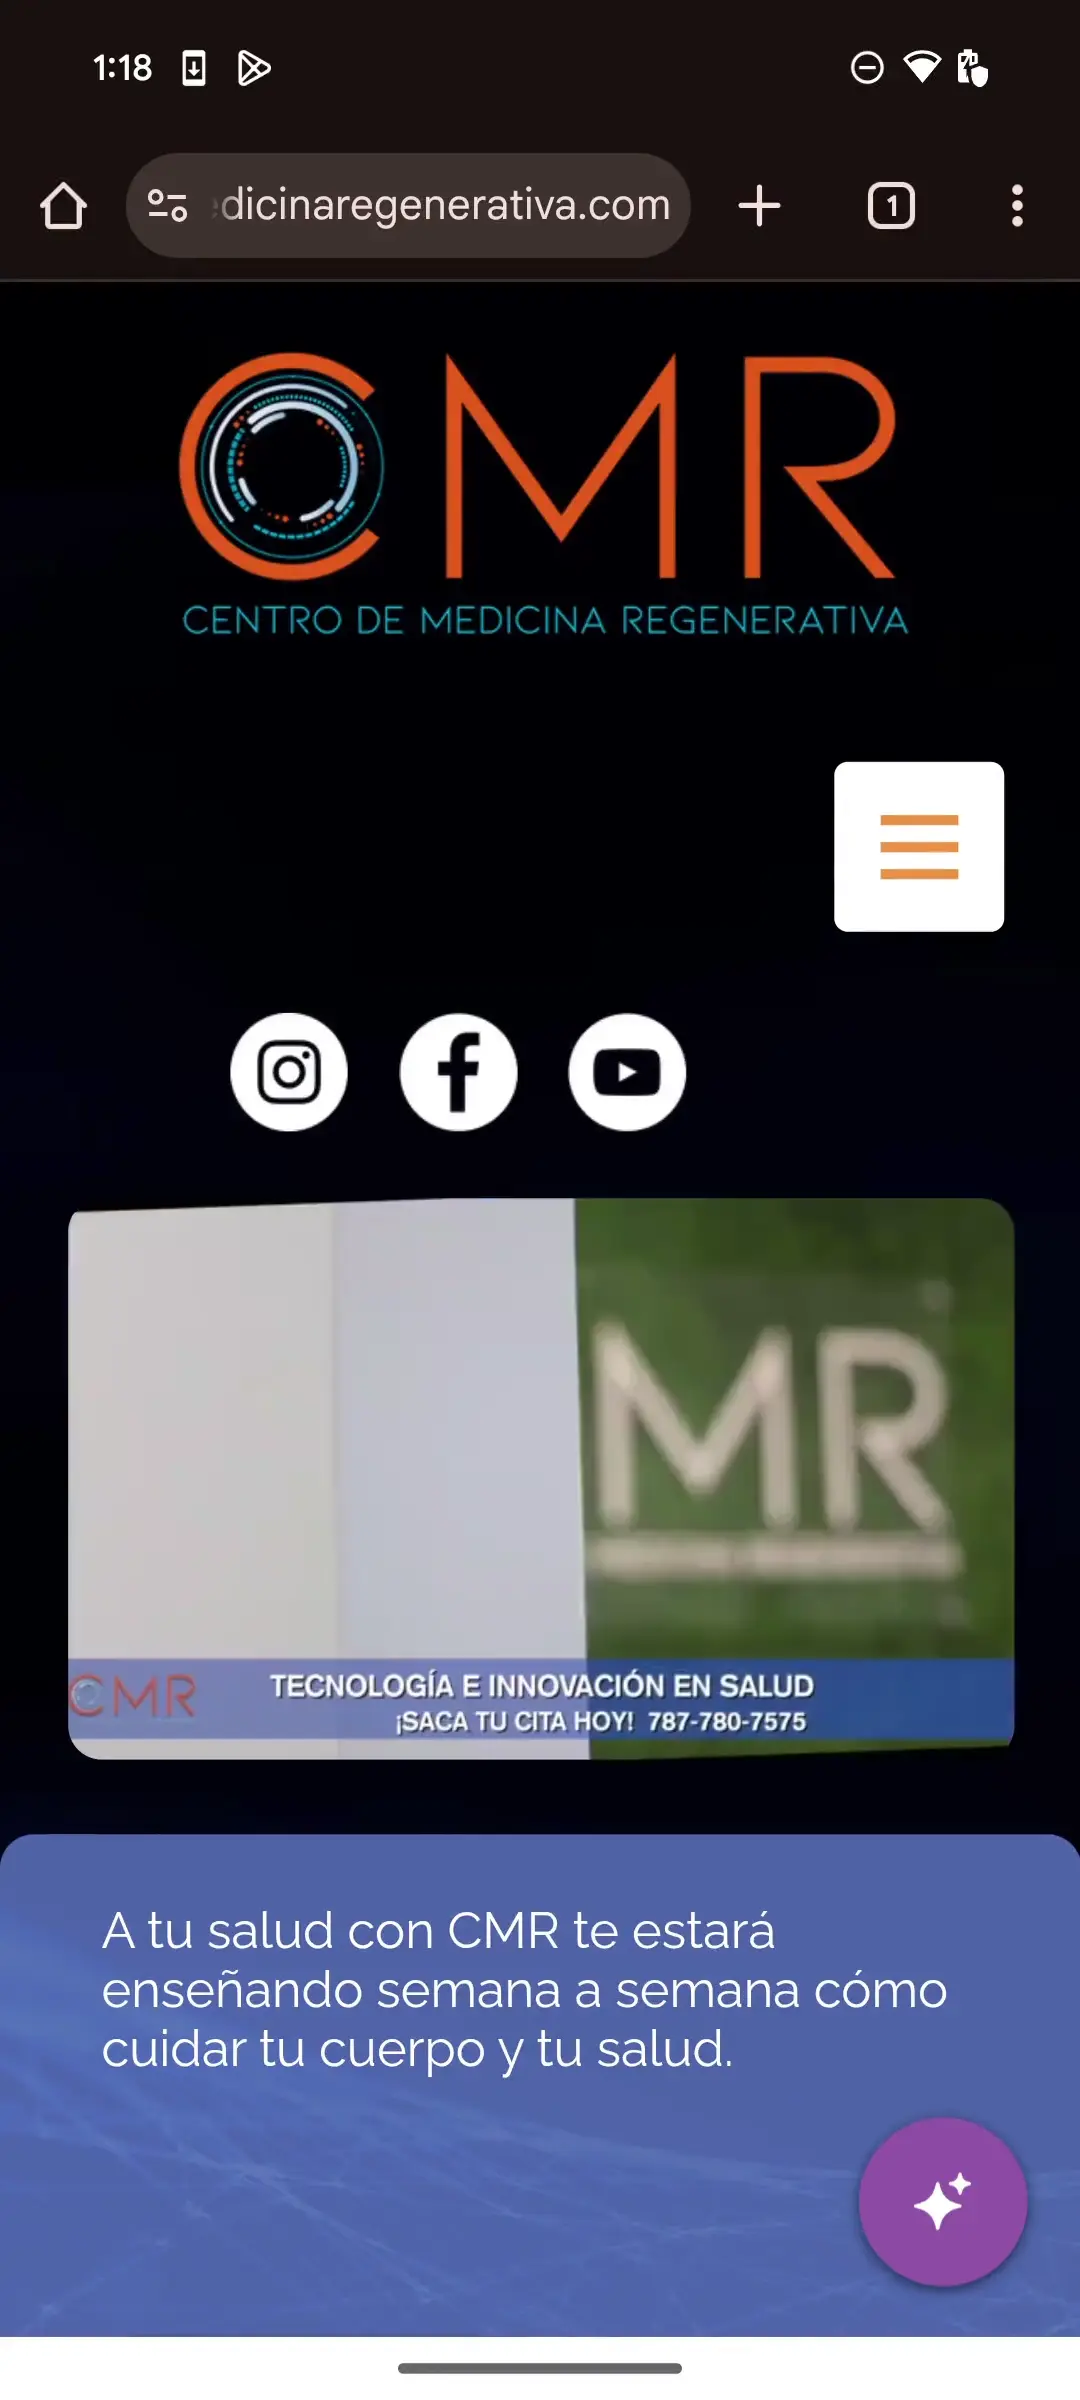 1:18
dicinaregenerativa.com
1
CMR
CENTRO DE MEDICINA REGENERATIVA
MR
CMR
TECNOLOGÍA E INNOVACIÓN EN SALUD
¡SACA TU CITA HOY! 787-780-7575
A tu salud con CMR te estará
enseñando semana a semana cómo
cuidar tu cuerpo y tu salud.